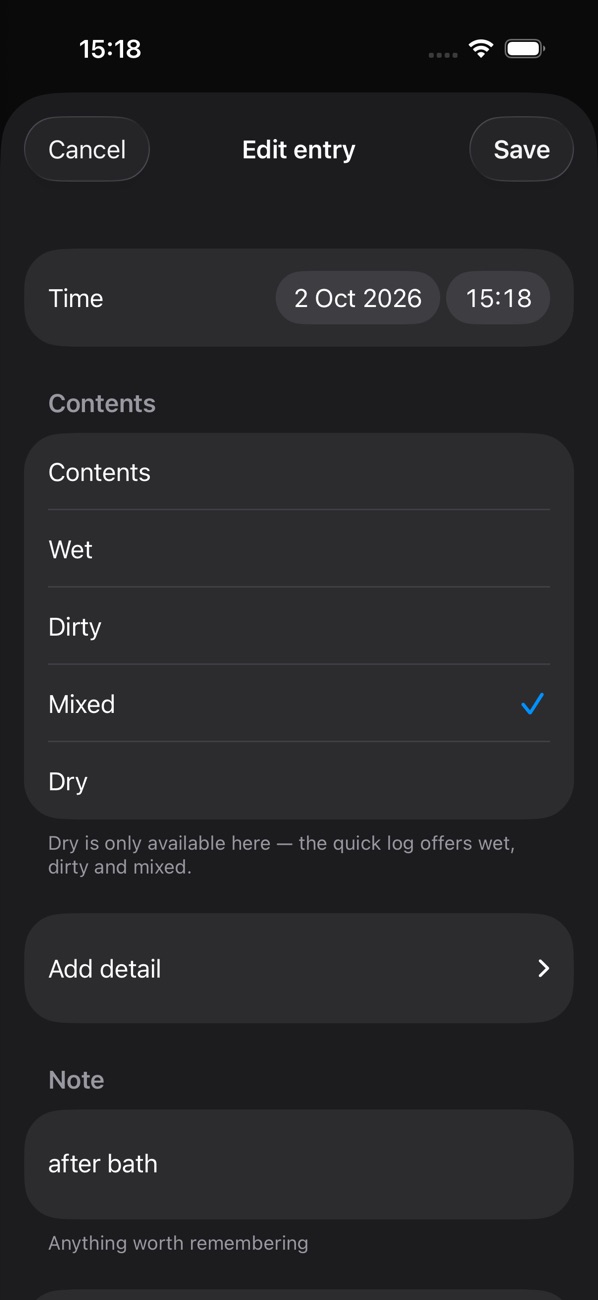 15:18
Cancel
Edit entry
Save
Time
2 Oct 2026
15:18
Contents
Contents
Wet
Dirty
Mixed
Dry
Dry is only available here — the quick log offers wet,
dirty and mixed.
Add detail
Note
after bath
Anything worth remembering